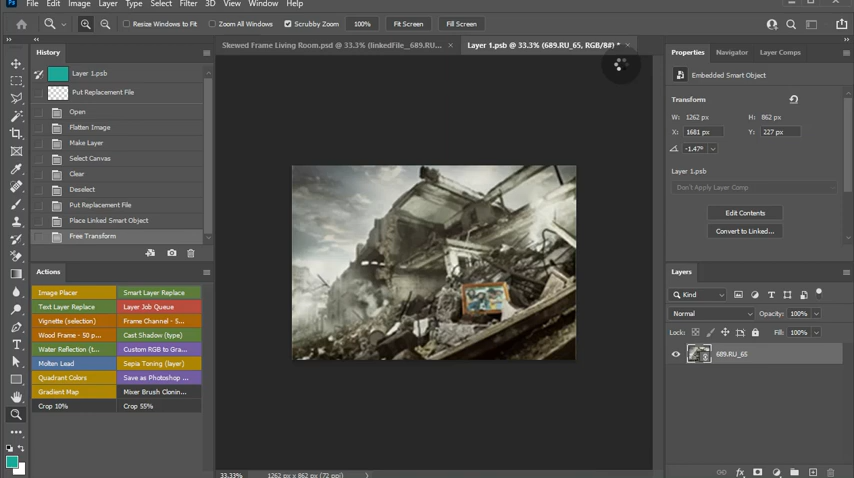 Ps File Edit Image Layer Type Select Filter 3D View Window Help
Resize Windows to Fit Zoom All Windows Scrubby Zoom 100% Fit Screen Fill Screen
Skewed Frame Living Room.psd @ 33.3% (linkedFile_ 689.RU... × Layer 1.psb @ 33.3% (689.RU_65, RGB/8#) * ×
History
Layer 1.psb
Put Replacement File
Open
Flatten Image
Make Layer
Select Canvas
Clear
Deselect
Put Replacement File
Place Linked Smart Object
Free Transform
Actions
Image Placer Smart Layer Replace
Text Layer Replace Layer Job Queue
Vignette (selection) Frame Channel - 5...
Wood Frame - 50 p... Cast Shadow (type)
Water Reflection (t... Custom RGB to Gra...
Molten Lead Sepia Toning (layer)
Quadrant Colors Save as Photoshop ...
Gradient Map Mixer Brush Clonin...
Crop 10% Crop 55%
33.33% 1262 px x 862 px (72 ppi)
Properties Navigator Layer Comps
Embedded Smart Object
Transform
W: 1262 px H: 862 px
X: 1681 px Y: 227 px
-1.47°
Layer 1.psb
Don't Apply Layer Comp
Edit Contents
Convert to Linked...
Layers
Kind
Normal Opacity: 100%
Lock: Fill: 100%
689.RU_65